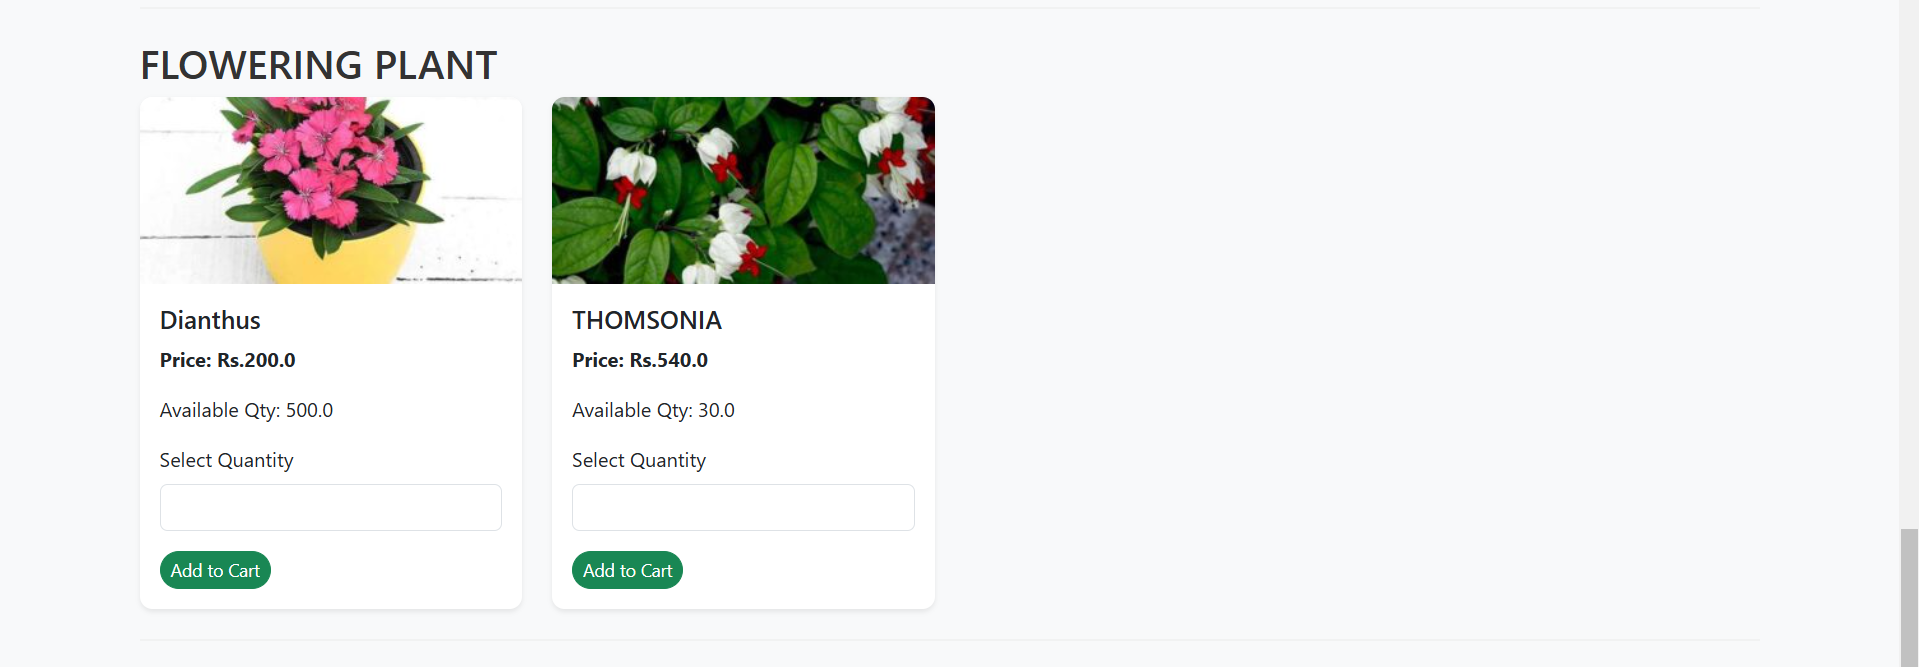 FLOWERING PLANT
Dianthus
Price: Rs.200.0
Available Qty: 500.0
Select Quantity
Add to Cart
THOMSONIA
Price: Rs.540.0
Available Qty: 30.0
Select Quantity
Add to Cart